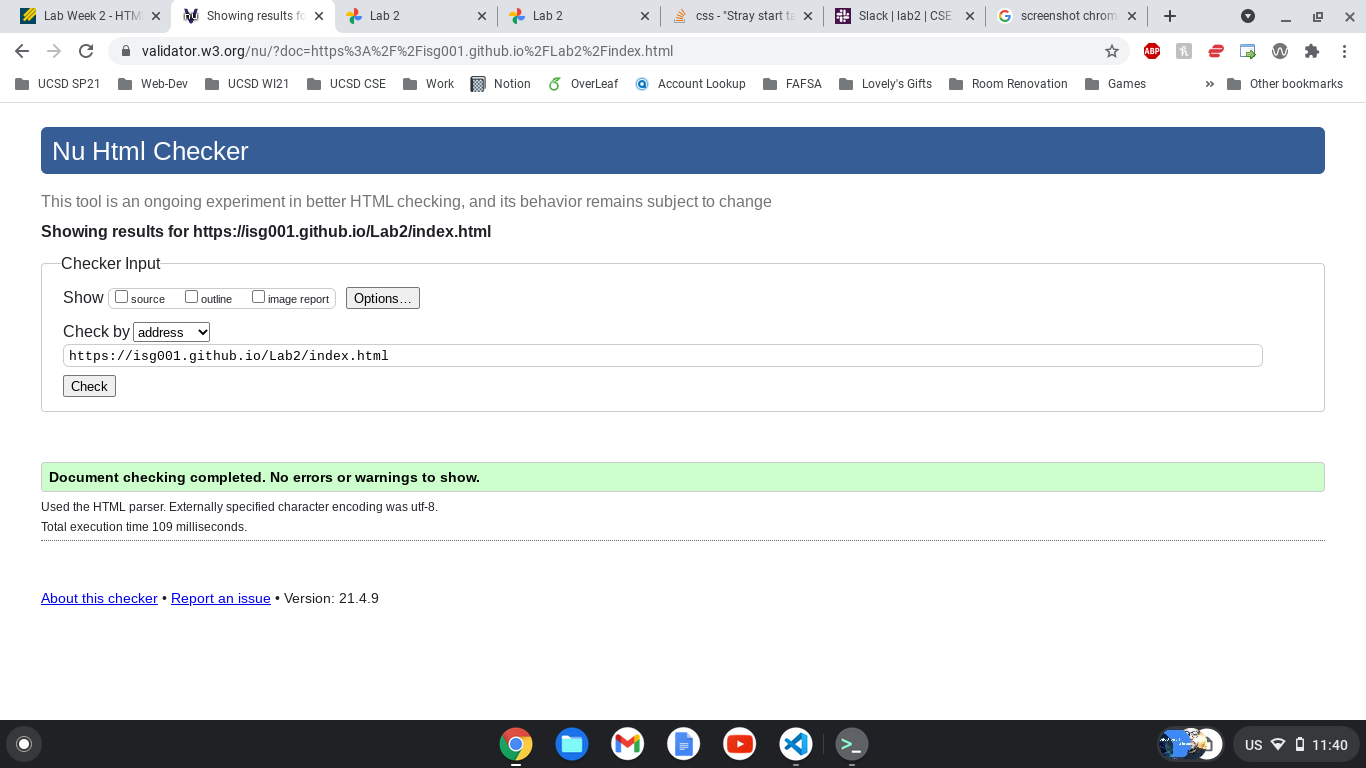 Lab Week 2 - HTM
Showing results fo
Lab 2
Lab 2
css - "Stray start ta
Slack | lab2 | CSE
screenshot chrom
validator.w3.org/nu/?doc=https%3A%2F%2Fisg001.github.io%2FLab2%2Findex.html
ABP
UCSD SP21
Web-Dev
UCSD WI21
UCSD CSE
Work
Notion
OverLeaf
Account Lookup
FAFSA
Lovely's Gifts
Room Renovation
Games
»
Other bookmarks
Nu Html Checker
This tool is an ongoing experiment in better HTML checking, and its behavior remains subject to change
Showing results for https://isg001.github.io/Lab2/index.html
Checker Input
Show source outline image report Options...
Check by address
https://isg001.github.io/Lab2/index.html
Check
Document checking completed. No errors or warnings to show.
Used the HTML parser. Externally specified character encoding was utf-8.
Total execution time 109 milliseconds.
About this checker • Report an issue • Version: 21.4.9
US 11:40